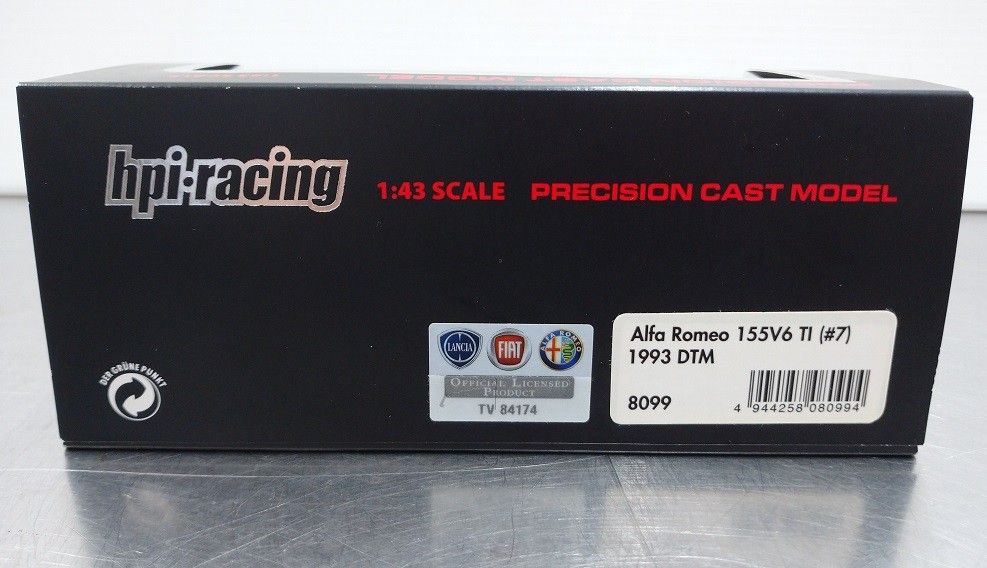 hpi·racing
1:43 SCALE PRECISION CAST MODEL
DER GRÜNE PUNKT
LANCIA
FIAT
ALFA ROMEO
OFFICIAL LICENSED
PRODUCT
TV 84174
Alfa Romeo 155V6 TI (#7)
1993 DTM
8099
4 944258 080994